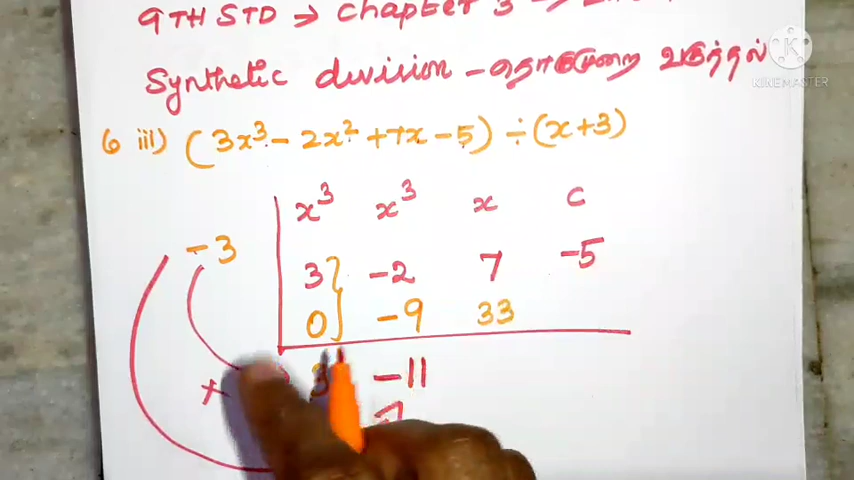 9TH STD → Chapter 3 →
Synthetic division - தொகுமுறை வகுத்தல்
KINEMASTER
6 iii) (3x³ - 2x² + 7x - 5) ÷ (x + 3)
x³ x³ x c
-3 3 -2 7 -5
0 -9 33
× 3 -11